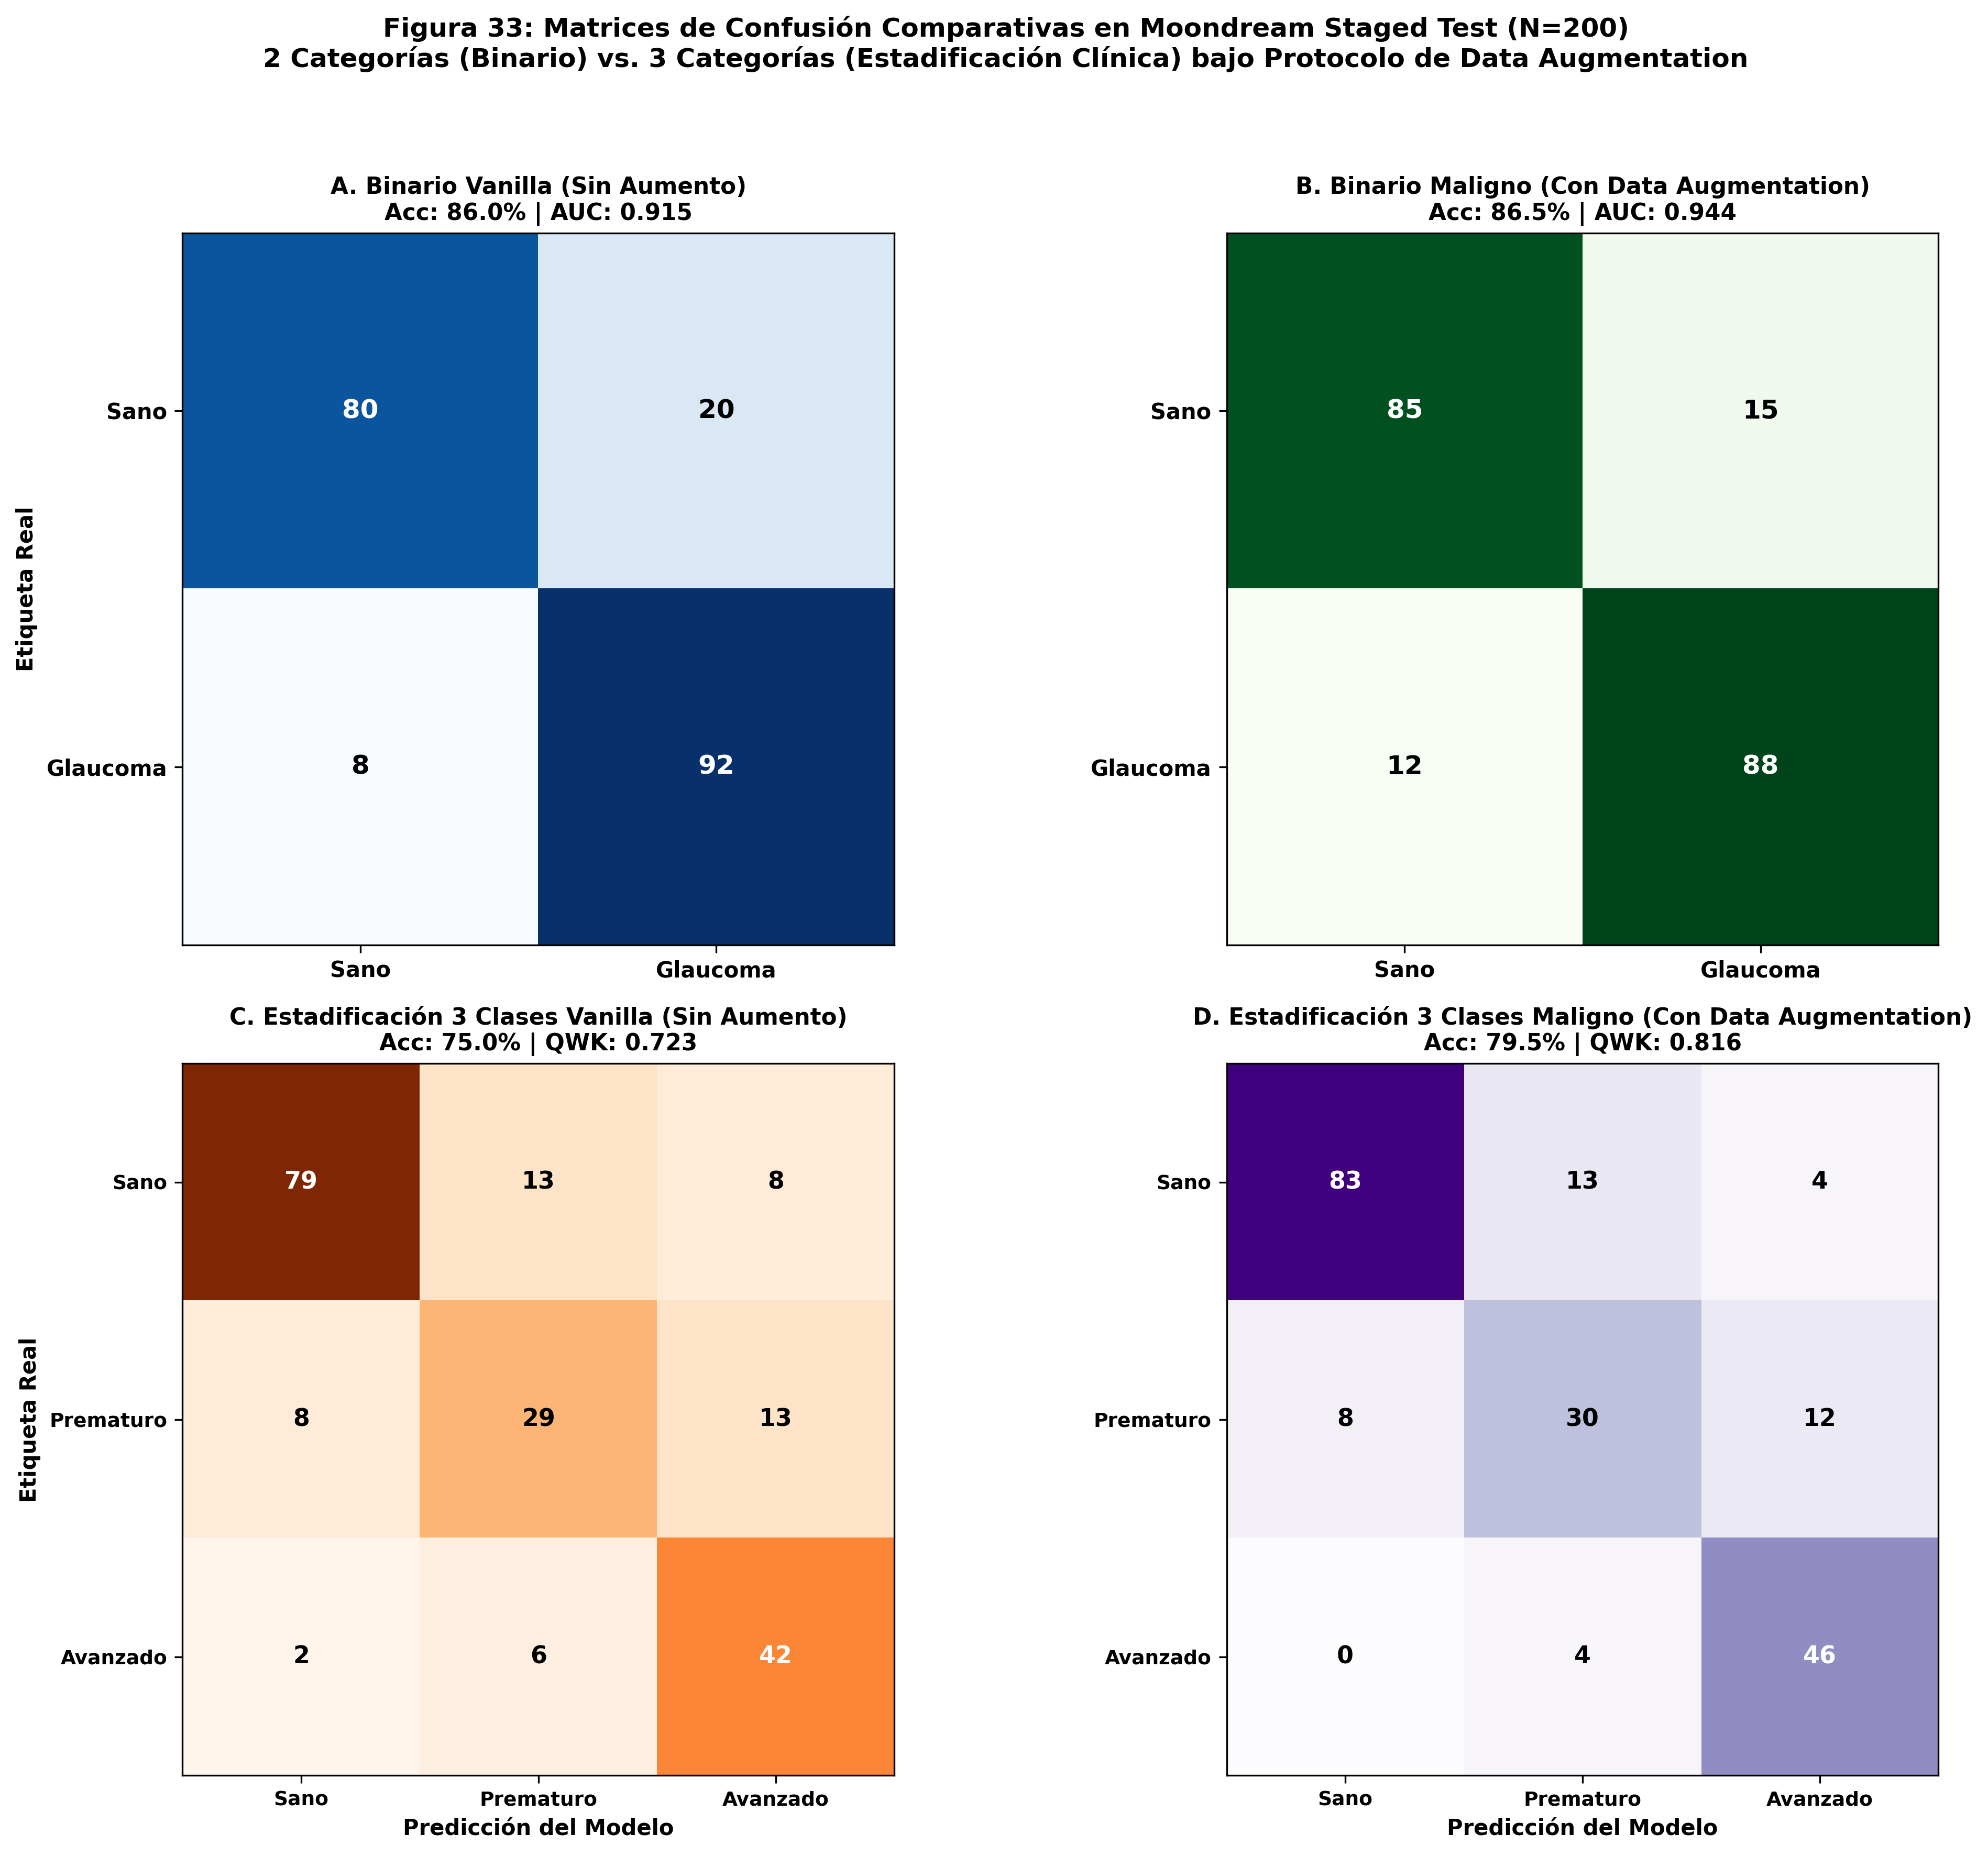 Figura 33: Matrices de Confusión Comparativas en Moondream Staged Test (N=200)
2 Categorías (Binario) vs. 3 Categorías (Estadificación Clínica) bajo Protocolo de Data Augmentation
A. Binario Vanilla (Sin Aumento)
Acc: 86.0% | AUC: 0.915
Etiqueta Real
Sano
80
20
Glaucoma
8
92
Sano
Glaucoma
B. Binario Maligno (Con Data Augmentation)
Acc: 86.5% | AUC: 0.944
Sano
85
15
Glaucoma
12
88
Sano
Glaucoma
C. Estadificación 3 Clases Vanilla (Sin Aumento)
Acc: 75.0% | QWK: 0.723
Etiqueta Real
Sano
79
13
8
Prematuro
8
29
13
Avanzado
2
6
42
Sano
Prematuro
Avanzado
Predicción del Modelo
D. Estadificación 3 Clases Maligno (Con Data Augmentation)
Acc: 79.5% | QWK: 0.816
Sano
83
13
4
Prematuro
8
30
12
Avanzado
0
4
46
Sano
Prematuro
Avanzado
Predicción del Modelo